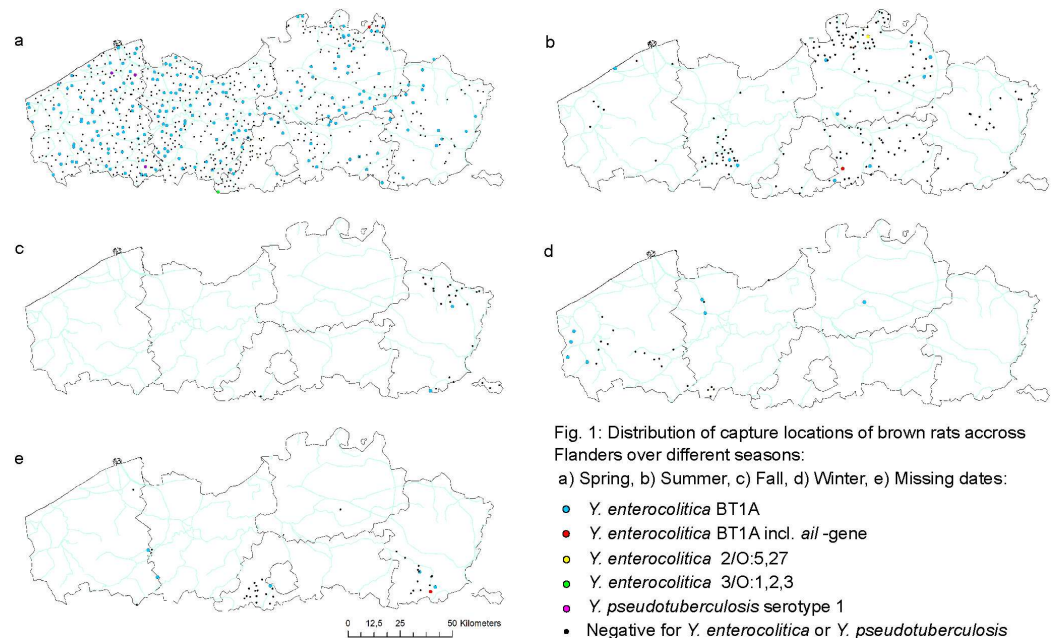 a
b
c
d
e
0 12,5 25 50 Kilometers
Fig. 1: Distribution of capture locations of brown rats accross
Flanders over different seasons:
a) Spring, b) Summer, c) Fall, d) Winter, e) Missing dates:
Y. enterocolitica BT1A
Y. enterocolitica BT1A incl. ail -gene
Y. enterocolitica 2/O:5,27
Y. enterocolitica 3/O:1,2,3
Y. pseudotuberculosis serotype 1
Negative for Y. enterocolitica or Y. pseudotuberculosis